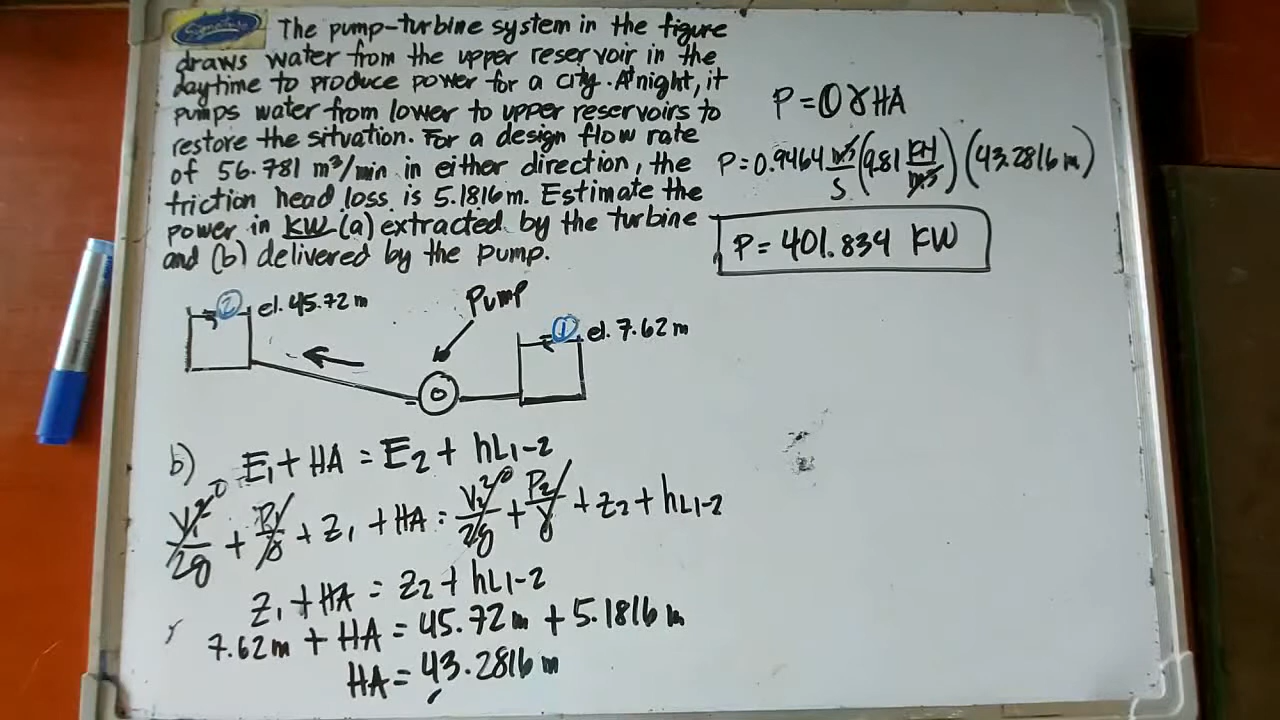 Signature
The pump-turbine system in the figure
draws water from the upper reservoir in the
daytime to produce power for a city. At night, it
pumps water from lower to upper reservoirs to
restore the situation. For a design flow rate
of 56.781 m³/min in either direction, the
friction head loss is 5.1816m. Estimate the
power in KW (a) extracted by the turbine
and (b) delivered by the pump.
② el. 45.72 m
Pump
① el. 7.62 m
b) E₁ + HA = E₂ + hL₁-₂
V₁²/2g + P₁/γ + Z₁ + HA = V₂²/2g + P₂/γ + Z₂ + hL₁-₂
Z₁ + HA = Z₂ + hL₁-₂
7.62 m + HA = 45.72 m + 5.1816 m
HA = 43.2816 m
P = QγHA
P = 0.9464 m³/s (9.81 KN/m³) (43.2816 m)
P = 401.834 KW